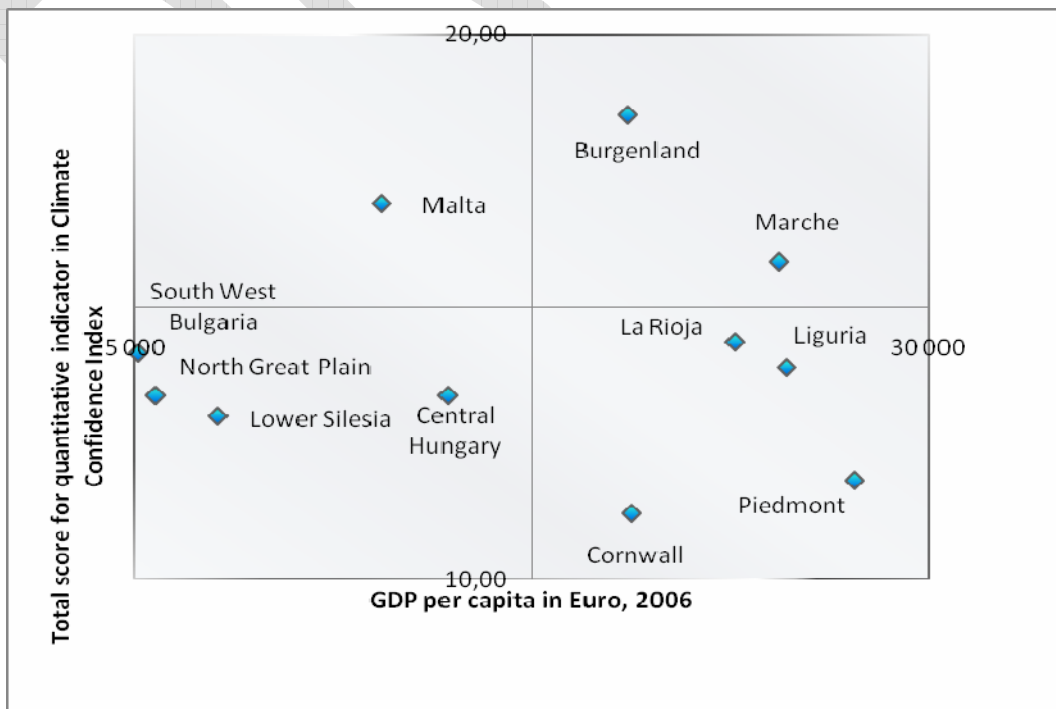 20,00
Burgenland
Malta
Marche
South West
Bulgaria
La Rioja
Liguria
5 000
30 000
North Great Plain
Lower Silesia
Central
Hungary
Piedmont
Cornwall
10,00
GDP per capita in Euro, 2006
Total score for quantitative indicator in Climate
Confidence Index